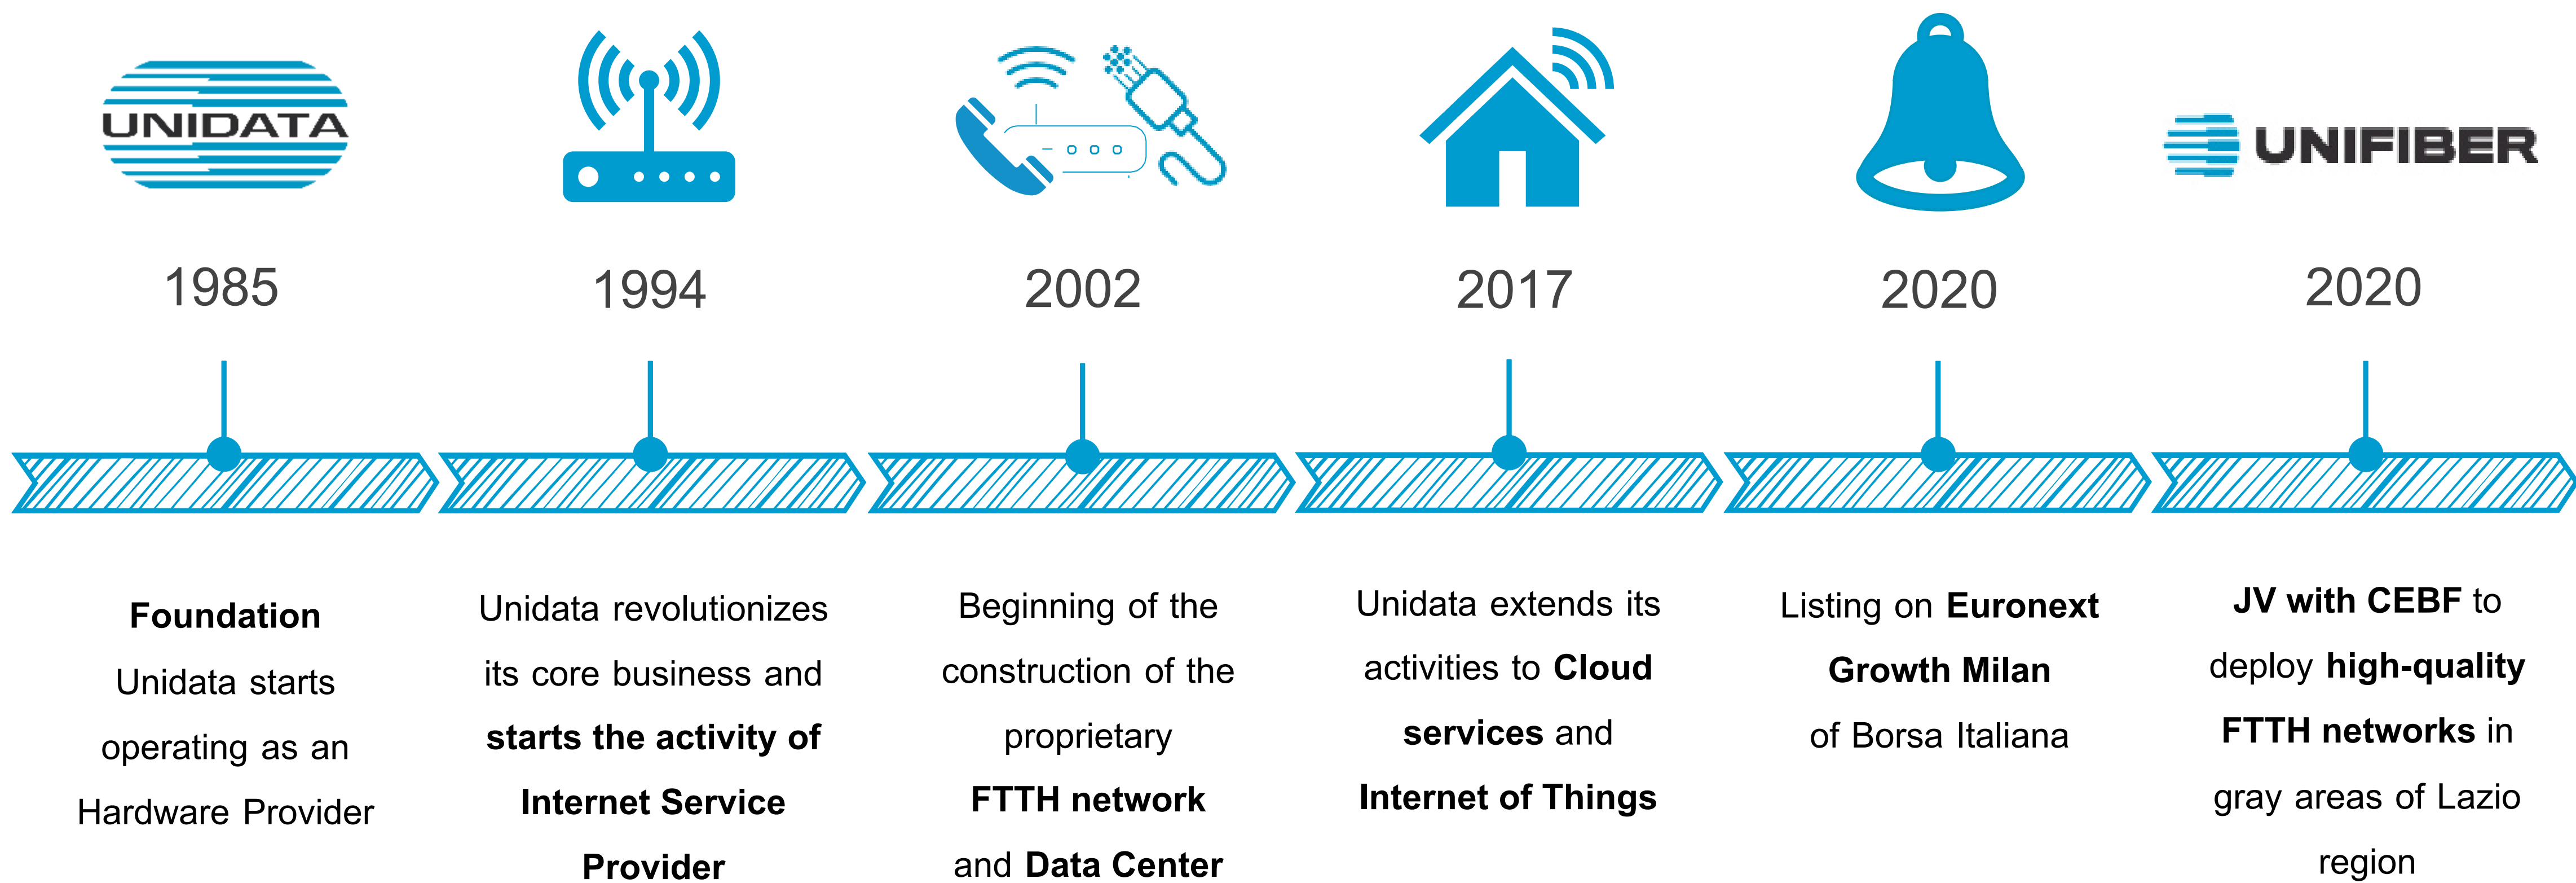 UNIDATA
UNIFIBER
1985
1994
2002
2017
2020
2020
Foundation
Unidata starts
operating as an
Hardware Provider
Unidata revolutionizes
its core business and
starts the activity of
Internet Service
Provider
Beginning of the
construction of the
proprietary
FTTH network
and Data Center
Unidata extends its
activities to Cloud
services and
Internet of Things
Listing on Euronext
Growth Milan
of Borsa Italiana
JV with CEBF to
deploy high-quality
FTTH networks in
gray areas of Lazio
region